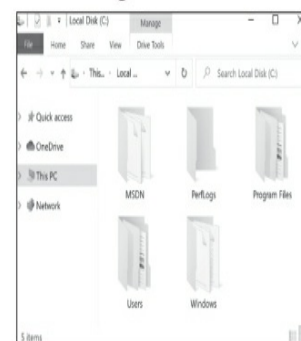 Local Disk (C:) Manage
File Home Share View Drive Tools
This... Local ... Search Local Disk (C:)
Quick access
OneDrive
This PC
Network
MSDN PerfLogs Program Files
Users Windows
5 items